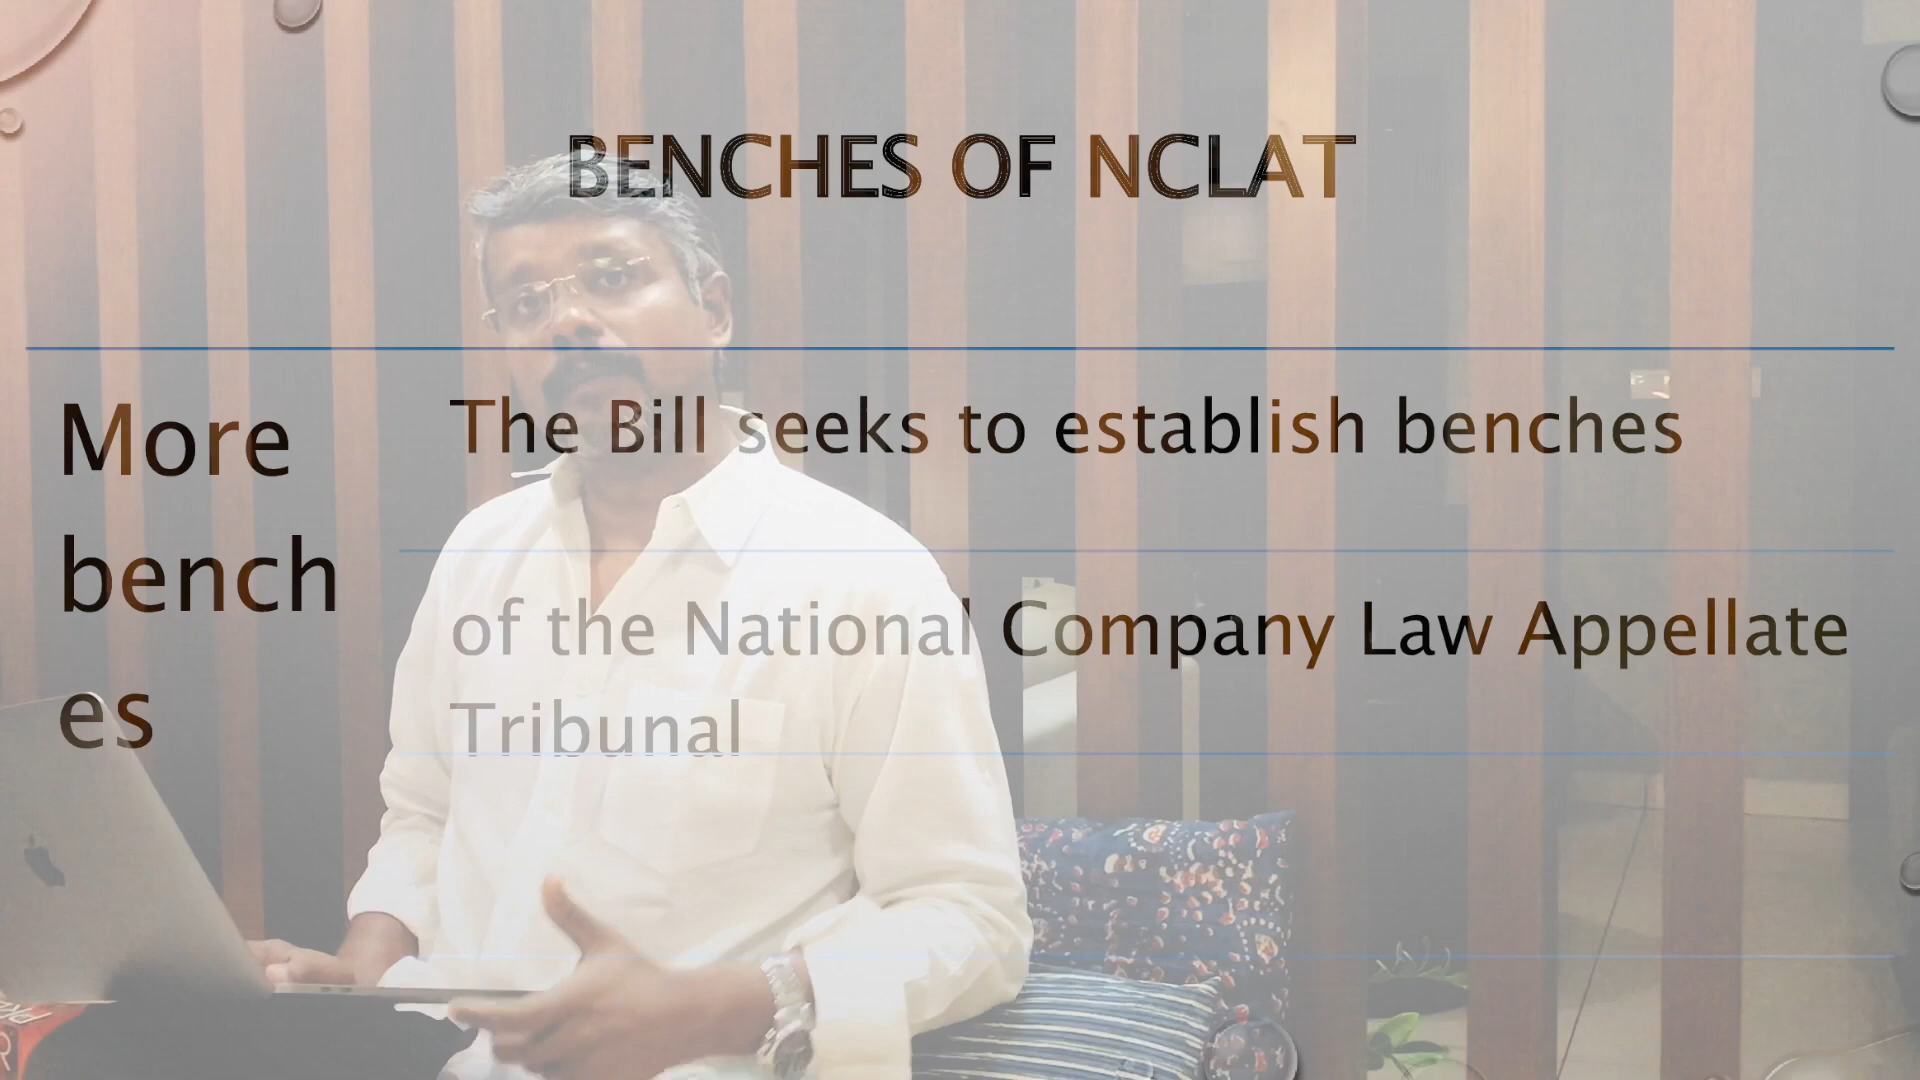 BENCHES OF NCLAT
More
bench
es
The Bill seeks to establish benches
of the National Company Law Appellate
Tribunal